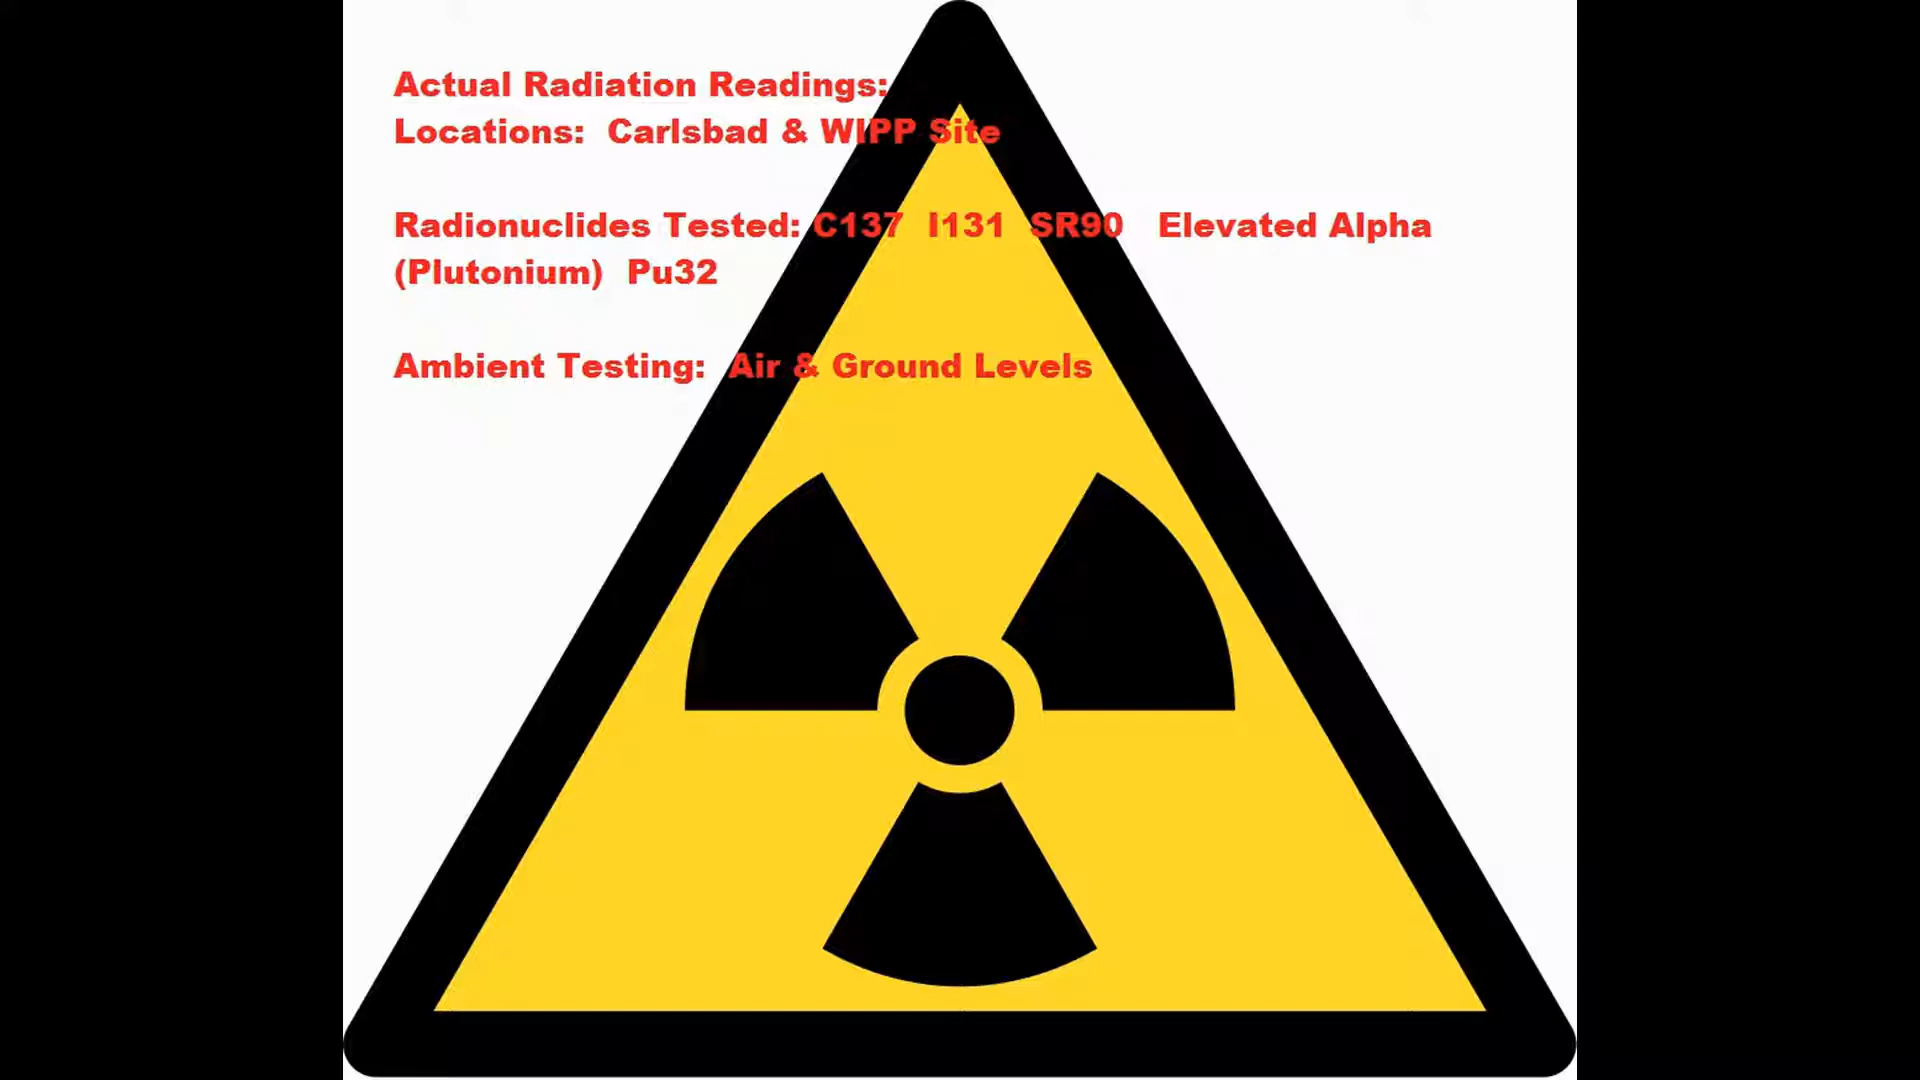 Actual Radiation Readings:
Locations:  Carlsbad & WIPP Site
Radionuclides Tested: C137  I131  SR90   Elevated Alpha
(Plutonium)  Pu32
Ambient Testing:  Air & Ground Levels